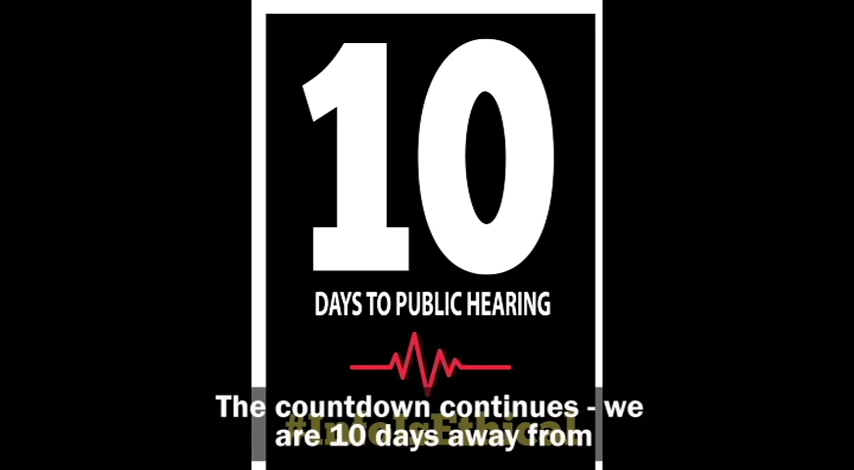 10
DAYS TO PUBLIC HEARING
The countdown continues - we
are 10 days away from